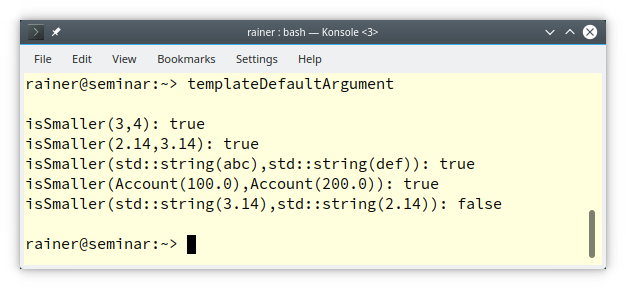 rainer : bash — Konsole <3>
File Edit View Bookmarks Settings Help
rainer@seminar:~> templateDefaultArgument
isSmaller(3,4): true
isSmaller(2.14,3.14): true
isSmaller(std::string(abc),std::string(def)): true
isSmaller(Account(100.0),Account(200.0)): true
isSmaller(std::string(3.14),std::string(2.14)): false
rainer@seminar:~>